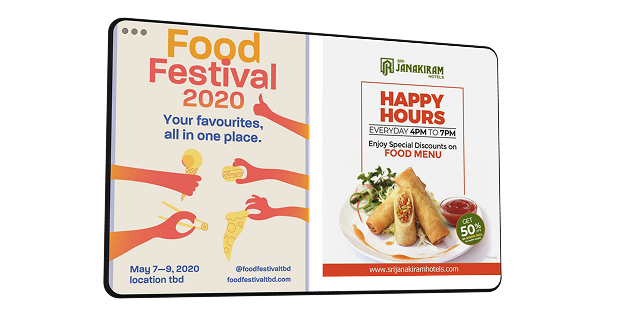 Food
Festival
2020
Your favourites,
all in one place.
May 7—9, 2020
location tbd
@foodfestivaltbd
foodfestivaltbd.com
SRI
JANAKIRAM
HOTELS
HAPPY
HOURS
EVERYDAY 4PM TO 7PM
Enjoy Special Discounts on
FOOD MENU
GET
50%
www.srijanakiramhotels.com